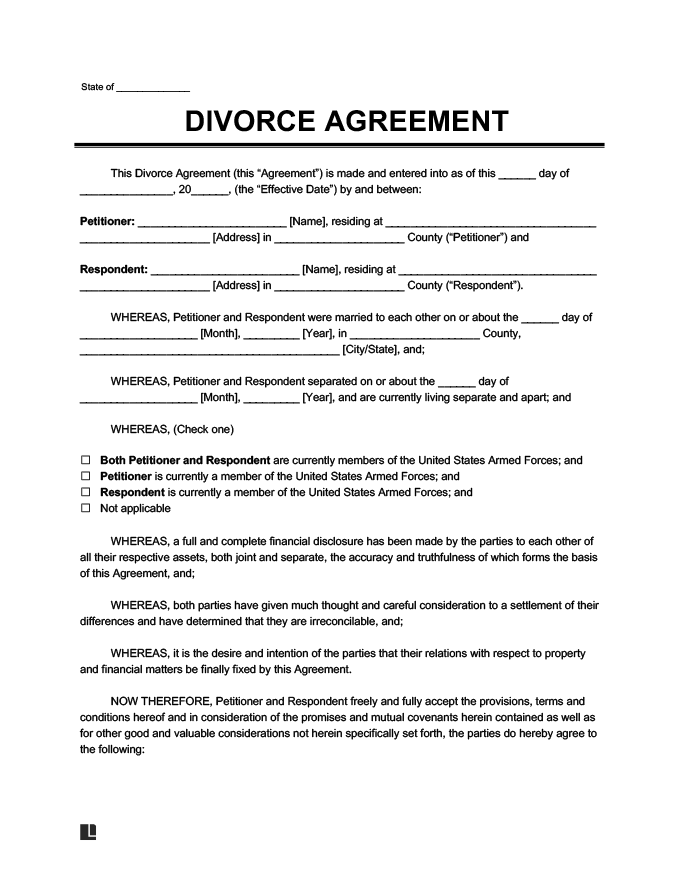 State of ______________
DIVORCE AGREEMENT
This Divorce Agreement (this “Agreement”) is made and entered into as of this ______ day of
_______________, 20______, (the “Effective Date”) by and between:
Petitioner: ________________________ [Name], residing at __________________________________
_____________________ [Address] in _____________________ County (“Petitioner”) and
Respondent: ________________________ [Name], residing at ________________________________
_____________________ [Address] in _____________________ County (“Respondent”).
WHEREAS, Petitioner and Respondent were married to each other on or about the ______ day of
___________________ [Month], _________ [Year], in _____________________ County,
__________________________________________ [City/State], and;
WHEREAS, Petitioner and Respondent separated on or about the ______ day of
___________________ [Month], _________ [Year], and are currently living separate and apart; and
WHEREAS, (Check one)
☐ Both Petitioner and Respondent are currently members of the United States Armed Forces; and
☐ Petitioner is currently a member of the United States Armed Forces; and
☐ Respondent is currently a member of the United States Armed Forces; and
☐ Not applicable
WHEREAS, a full and complete financial disclosure has been made by the parties to each other of
all their respective assets, both joint and separate, the accuracy and truthfulness of which forms the basis
of this Agreement, and;
WHEREAS, both parties have given much thought and careful consideration to a settlement of their
differences and have determined that they are irreconcilable, and;
WHEREAS, it is the desire and intention of the parties that their relations with respect to property
and financial matters be finally fixed by this Agreement.
NOW THEREFORE, Petitioner and Respondent freely and fully accept the provisions, terms and
conditions hereof and in consideration of the promises and mutual covenants herein contained as well as
for other good and valuable considerations not herein specifically set forth, the parties do hereby agree to
the following: